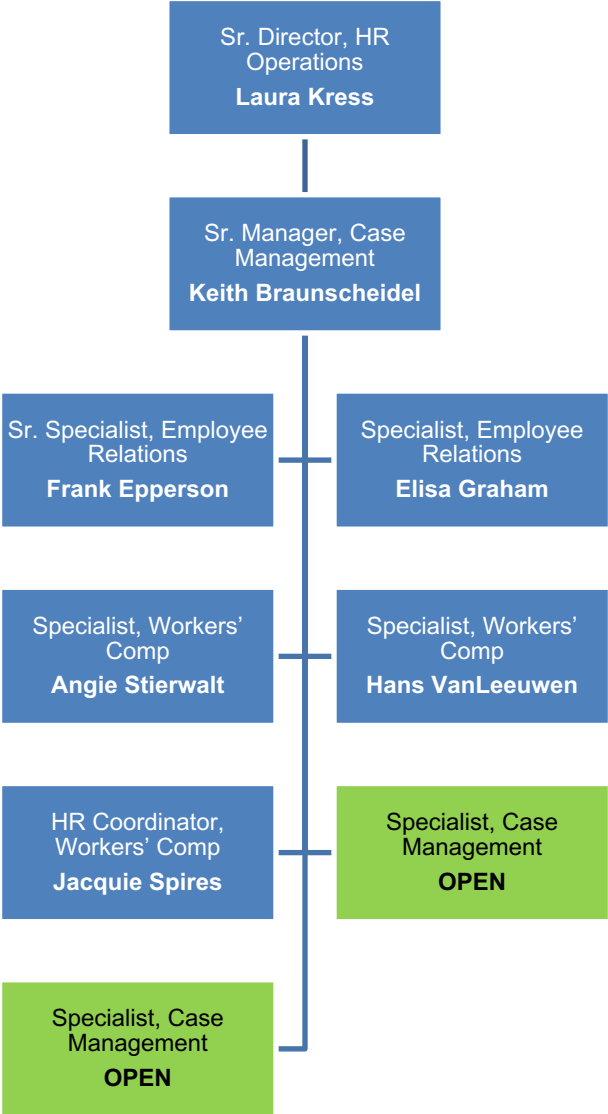 Sr. Director, HR
Operations
Laura Kress
Sr. Manager, Case
Management
Keith Braunscheidel
Sr. Specialist, Employee
Relations
Frank Epperson
Specialist, Employee
Relations
Elisa Graham
Specialist, Workers’
Comp
Angie Stierwalt
Specialist, Workers’
Comp
Hans VanLeeuwen
HR Coordinator,
Workers’ Comp
Jacquie Spires
Specialist, Case
Management
OPEN
Specialist, Case
Management
OPEN